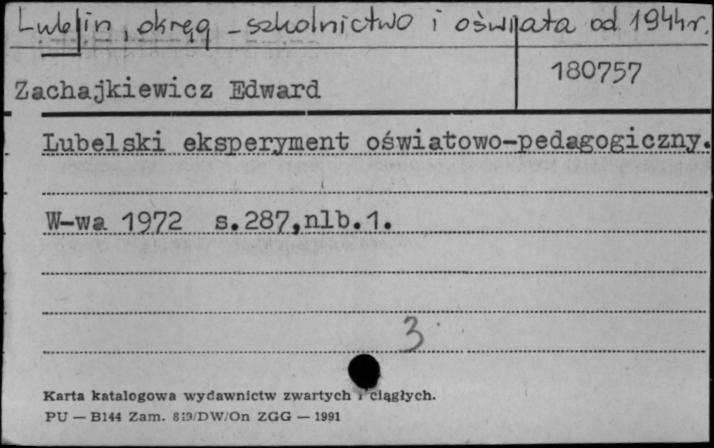 Lublin, okręg - szkolnictwo i oświata od 1944r.
180757
Zachajkiewicz Edward
Lubelski eksperyment oświatowo-pedagogiczny.
W-wa 1972 s.287,nlb.1.
3
Karta katalogowa wydawnictw zwartych i ciągłych.
PU — B144 Zam. 819/DW/On ZGG — 1991